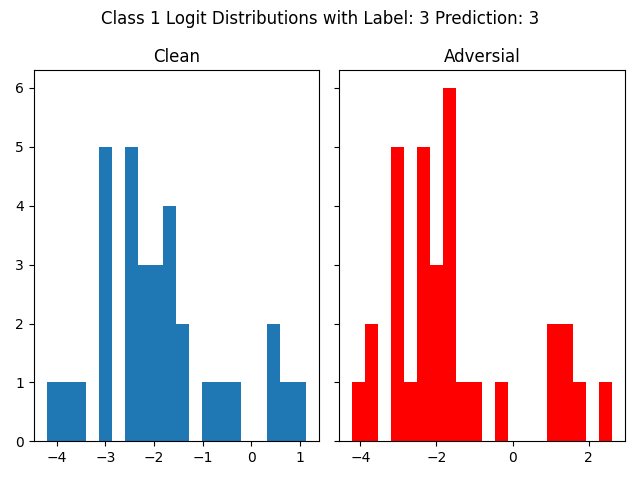 Class 1 Logit Distributions with Label: 3 Prediction: 3
Clean
Adversial
6
5
4
3
2
1
0
−4 −3 −2 −1 0 1
−4 −2 0 2